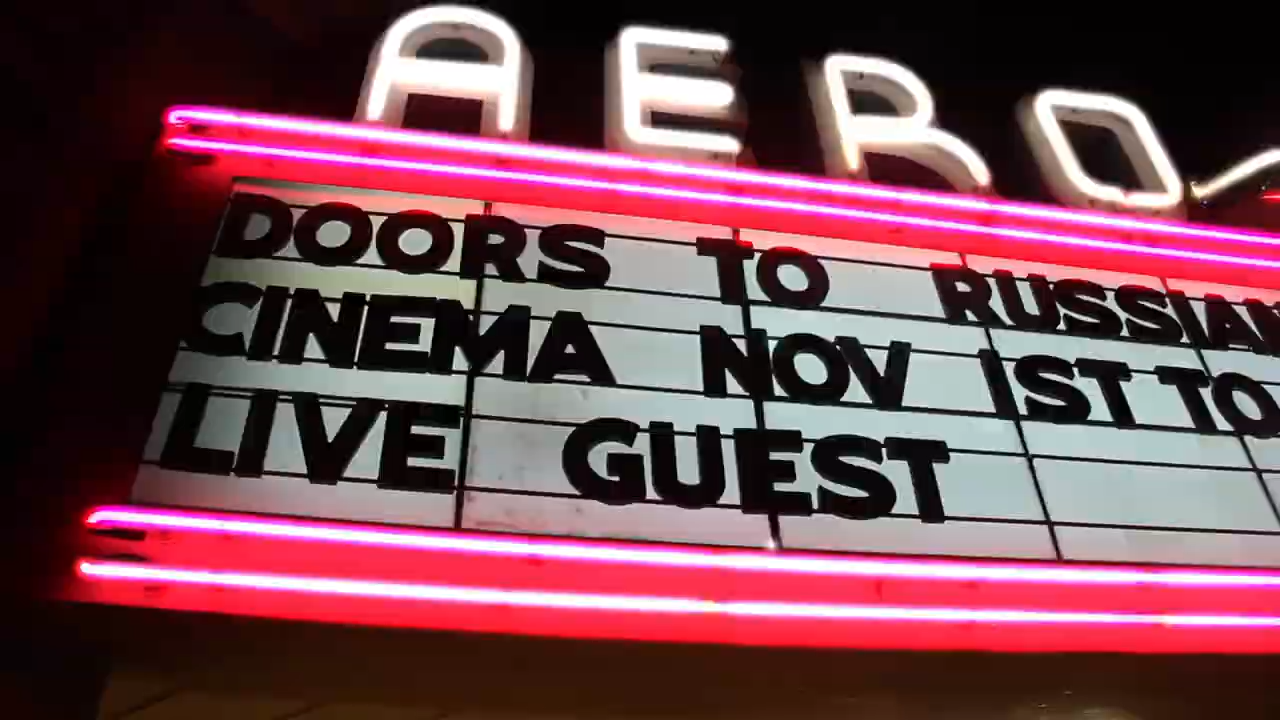 AERO
DOORS TO RUSSIAN
CINEMA NOV 1ST TO
LIVE GUEST